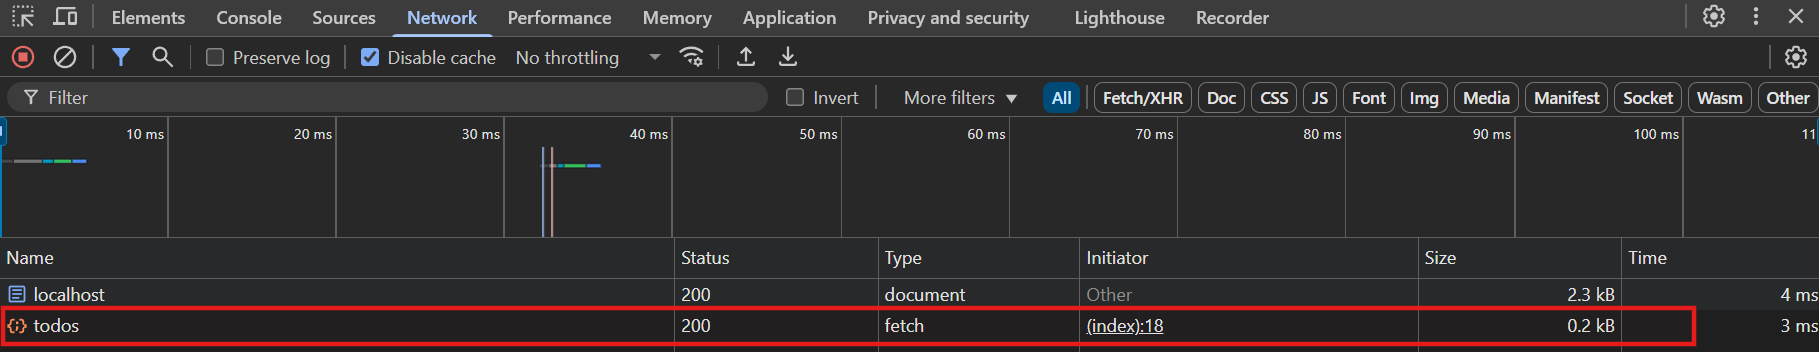 Elements Console Sources Network Performance Memory Application Privacy and security Lighthouse Recorder
Preserve log Disable cache No throttling
Filter Invert More filters All Fetch/XHR Doc CSS JS Font Img Media Manifest Socket Wasm Other
10 ms 20 ms 30 ms 40 ms 50 ms 60 ms 70 ms 80 ms 90 ms 100 ms 11
Name Status Type Initiator Size Time
localhost 200 document Other 2.3 kB 4 ms
todos 200 fetch (index):18 0.2 kB 3 ms